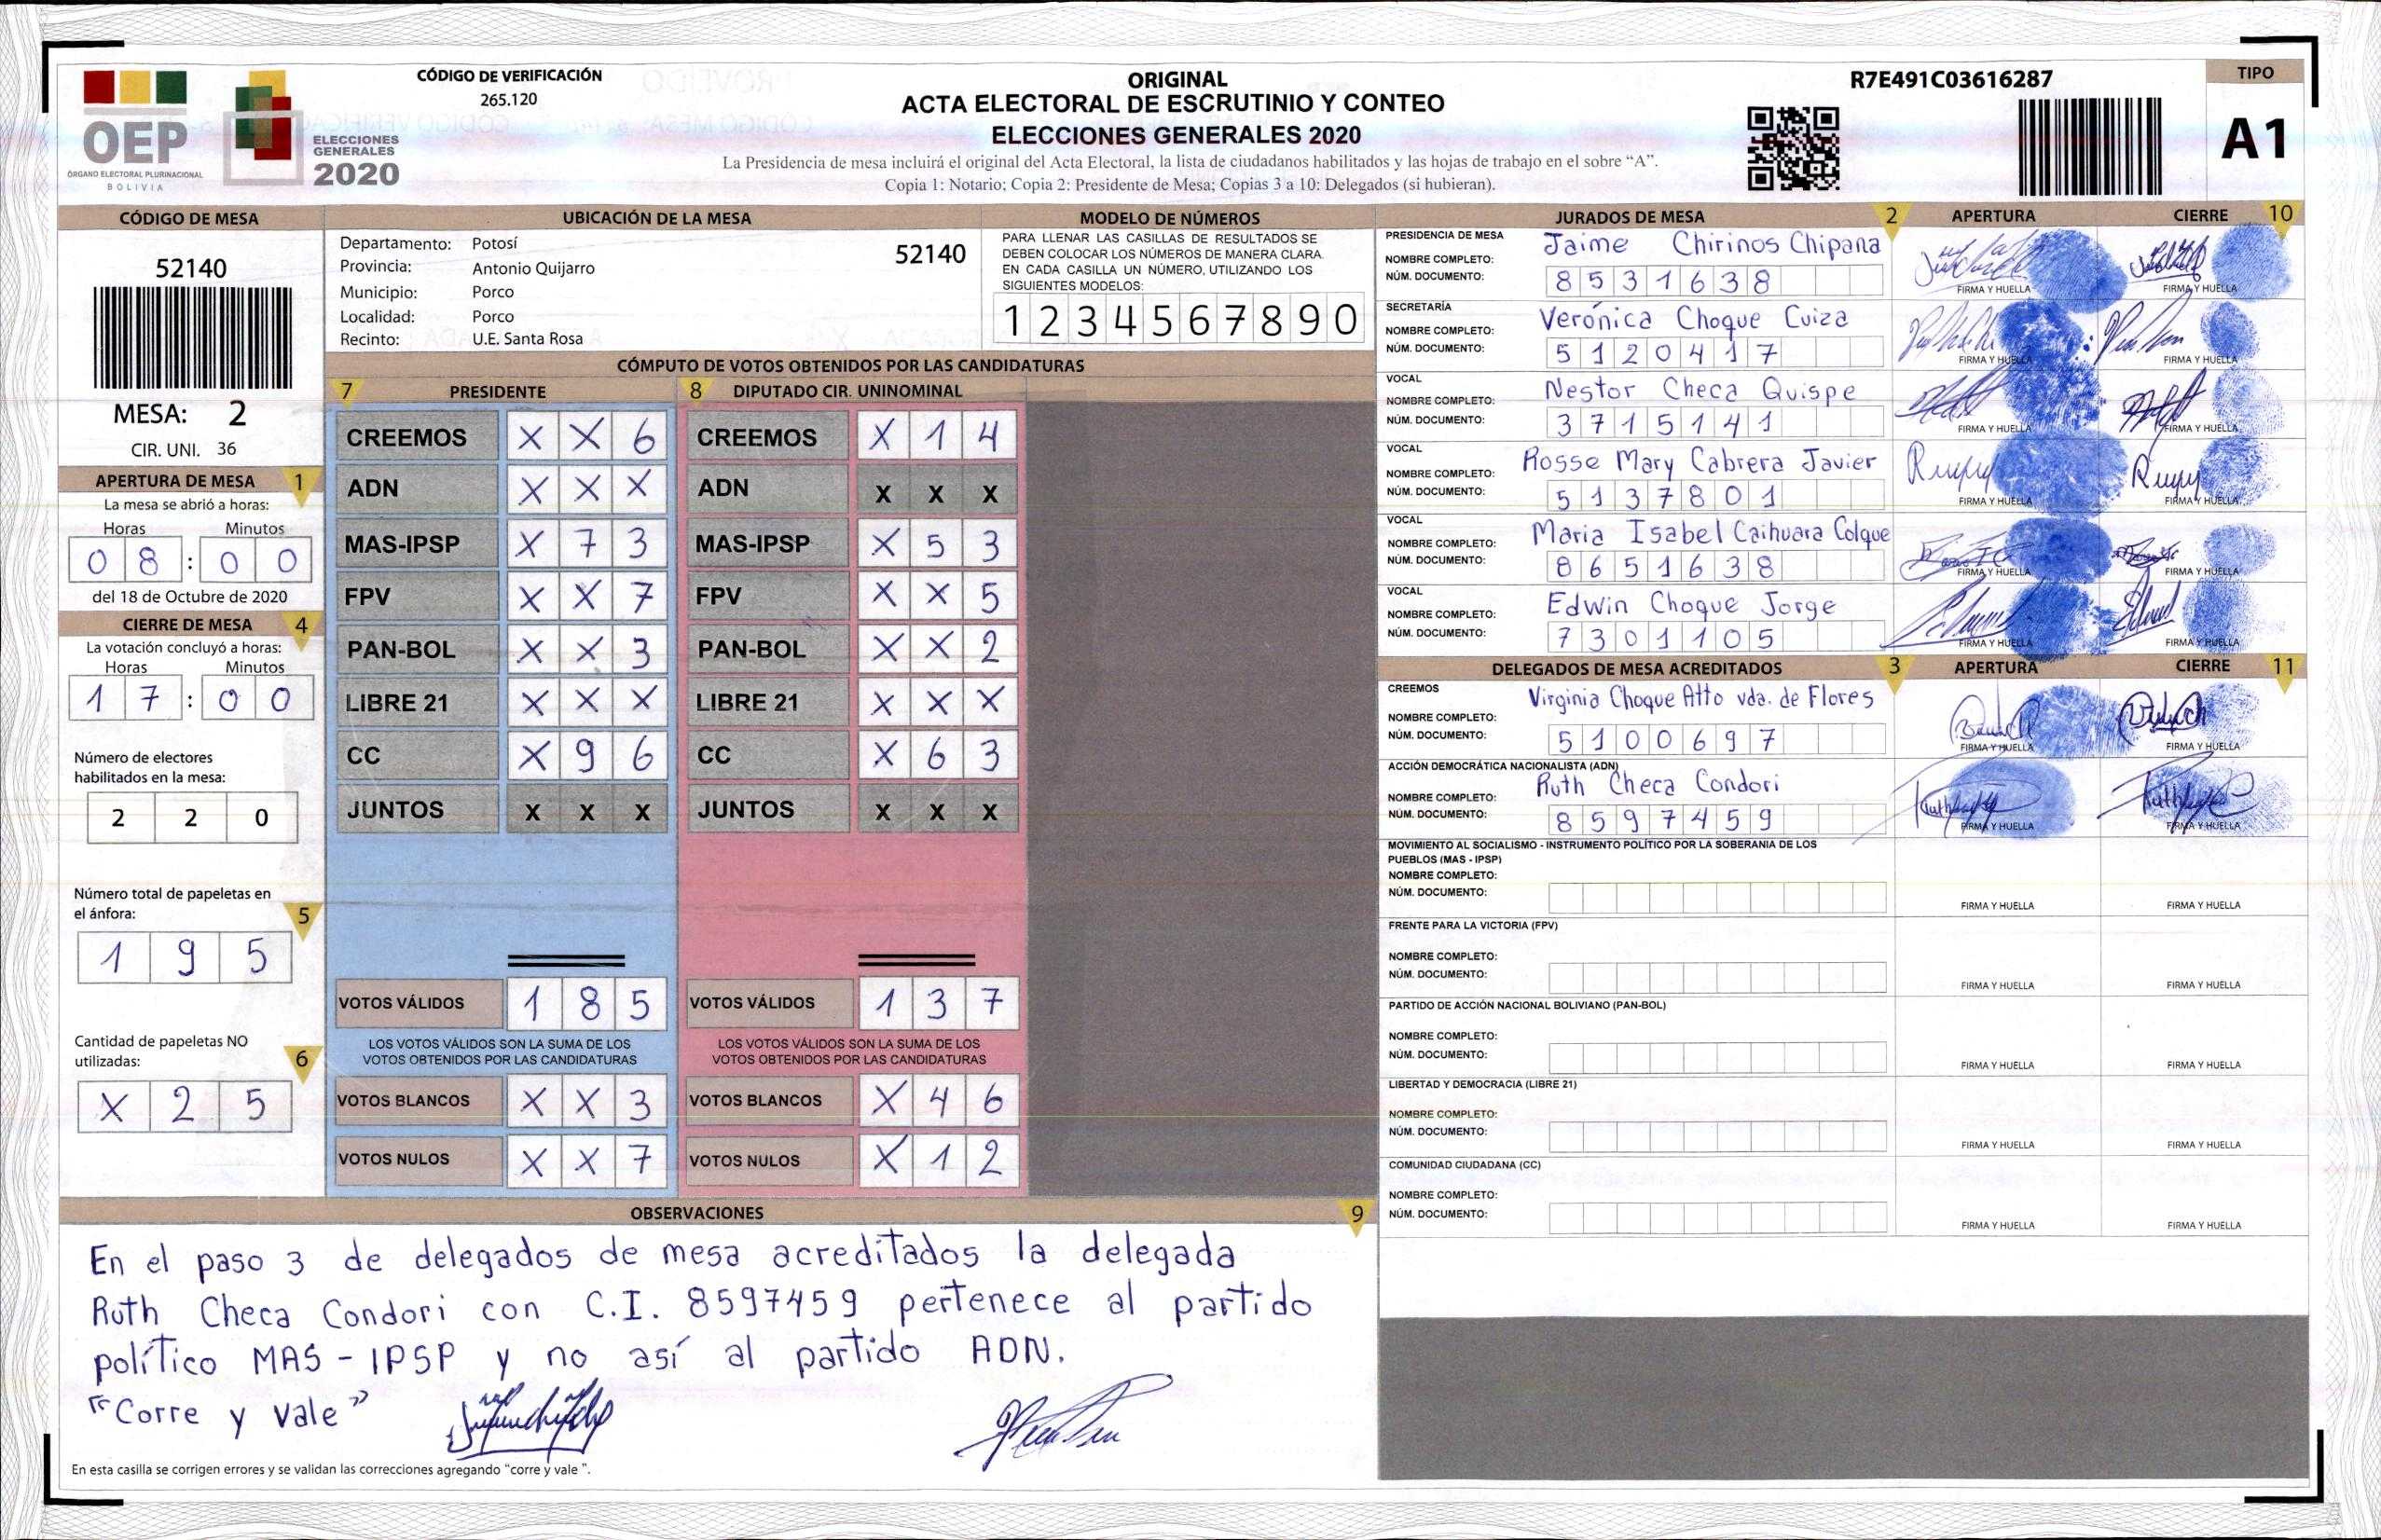 OEP
ÓRGANO ELECTORAL PLURINACIONAL
BOLIVIA
ELECCIONES
GENERALES
2020
CÓDIGO DE VERIFICACIÓN
265.120
ORIGINAL
ACTA ELECTORAL DE ESCRUTINIO Y CONTEO
ELECCIONES GENERALES 2020
La Presidencia de mesa incluirá el original del Acta Electoral, la lista de ciudadanos habilitados y las hojas de trabajo en el sobre “A”.
Copia 1: Notario; Copia 2: Presidente de Mesa; Copias 3 a 10: Delegados (si hubieran).
R7E491C03616287
TIPO
A1
CÓDIGO DE MESA
52140
MESA: 2
CIR. UNI. 36
APERTURA DE MESA 1
La mesa se abrió a horas:
Horas Minutos
0 8 : 0 0
del 18 de Octubre de 2020
CIERRE DE MESA 4
La votación concluyó a horas:
Horas Minutos
1 7 : 0 0
Número de electores
habilitados en la mesa:
2 2 0
Número total de papeletas en
el ánfora: 5
1 9 5
Cantidad de papeletas NO
utilizadas: 6
X 2 5
UBICACIÓN DE LA MESA
Departamento: Potosí
Provincia: Antonio Quijarro
Municipio: Porco
Localidad: Porco
Recinto: U.E. Santa Rosa
52140
MODELO DE NÚMEROS
PARA LLENAR LAS CASILLAS DE RESULTADOS SE
DEBEN COLOCAR LOS NÚMEROS DE MANERA CLARA.
EN CADA CASILLA UN NÚMERO, UTILIZANDO LOS
SIGUIENTES MODELOS:
1 2 3 4 5 6 7 8 9 0
CÓMPUTO DE VOTOS OBTENIDOS POR LAS CANDIDATURAS
7 PRESIDENTE
CREEMOS X X 6
ADN X X X
MAS-IPSP X 7 3
FPV X X 7
PAN-BOL X X 3
LIBRE 21 X X X
CC X 9 6
JUNTOS X X X
VOTOS VÁLIDOS 1 8 5
LOS VOTOS VÁLIDOS SON LA SUMA DE LOS
VOTOS OBTENIDOS POR LAS CANDIDATURAS
VOTOS BLANCOS X X 3
VOTOS NULOS X X 7
8 DIPUTADO CIR. UNINOMINAL
CREEMOS X 1 4
ADN X X X
MAS-IPSP X 5 3
FPV X X 5
PAN-BOL X X 2
LIBRE 21 X X X
CC X 6 3
JUNTOS X X X
VOTOS VÁLIDOS 1 3 7
LOS VOTOS VÁLIDOS SON LA SUMA DE LOS
VOTOS OBTENIDOS POR LAS CANDIDATURAS
VOTOS BLANCOS X 4 6
VOTOS NULOS X 1 2
OBSERVACIONES 9
En el paso 3 de delegados de mesa acreditados la delegada
Ruth Checa Condori con C.I. 8597459 pertenece al partido
político MAS - IPSP y no así al partido ADN.
"Corre y vale"
En esta casilla se corrigen errores y se validan las correcciones agregando "corre y vale ".
JURADOS DE MESA 2 APERTURA CIERRE 10
PRESIDENCIA DE MESA
NOMBRE COMPLETO: Jaime Chirinos Chipana
NÚM. DOCUMENTO: 8 5 3 1 6 3 8
FIRMA Y HUELLA FIRMA Y HUELLA
SECRETARÍA
NOMBRE COMPLETO: Verónica Choque Cuiza
NÚM. DOCUMENTO: 5 1 2 0 4 1 7
FIRMA Y HUELLA FIRMA Y HUELLA
VOCAL
NOMBRE COMPLETO: Nestor Checa Quispe
NÚM. DOCUMENTO: 3 7 1 5 1 4 1
FIRMA Y HUELLA FIRMA Y HUELLA
VOCAL
NOMBRE COMPLETO: Rosse Mary Cabrera Javier
NÚM. DOCUMENTO: 5 1 3 7 8 0 1
FIRMA Y HUELLA FIRMA Y HUELLA
VOCAL
NOMBRE COMPLETO: Maria Isabel Caihuara Colque
NÚM. DOCUMENTO: 8 6 5 1 6 3 8
FIRMA Y HUELLA FIRMA Y HUELLA
VOCAL
NOMBRE COMPLETO: Edwin Choque Jorge
NÚM. DOCUMENTO: 7 3 0 1 1 0 5
FIRMA Y HUELLA FIRMA Y HUELLA
DELEGADOS DE MESA ACREDITADOS 3 APERTURA CIERRE 11
CREEMOS
NOMBRE COMPLETO: Virginia Choque Atto vda. de Flores
NÚM. DOCUMENTO: 5 1 0 0 6 9 7
FIRMA Y HUELLA FIRMA Y HUELLA
ACCIÓN DEMOCRÁTICA NACIONALISTA (ADN)
NOMBRE COMPLETO: Ruth Checa Condori
NÚM. DOCUMENTO: 8 5 9 7 4 5 9
FIRMA Y HUELLA FIRMA Y HUELLA
MOVIMIENTO AL SOCIALISMO - INSTRUMENTO POLÍTICO POR LA SOBERANIA DE LOS
PUEBLOS (MAS - IPSP)
NOMBRE COMPLETO:
NÚM. DOCUMENTO:
FIRMA Y HUELLA FIRMA Y HUELLA
FRENTE PARA LA VICTORIA (FPV)
NOMBRE COMPLETO:
NÚM. DOCUMENTO:
FIRMA Y HUELLA FIRMA Y HUELLA
PARTIDO DE ACCIÓN NACIONAL BOLIVIANO (PAN-BOL)
NOMBRE COMPLETO:
NÚM. DOCUMENTO:
FIRMA Y HUELLA FIRMA Y HUELLA
LIBERTAD Y DEMOCRACIA (LIBRE 21)
NOMBRE COMPLETO:
NÚM. DOCUMENTO:
FIRMA Y HUELLA FIRMA Y HUELLA
COMUNIDAD CIUDADANA (CC)
NOMBRE COMPLETO:
NÚM. DOCUMENTO:
FIRMA Y HUELLA FIRMA Y HUELLA